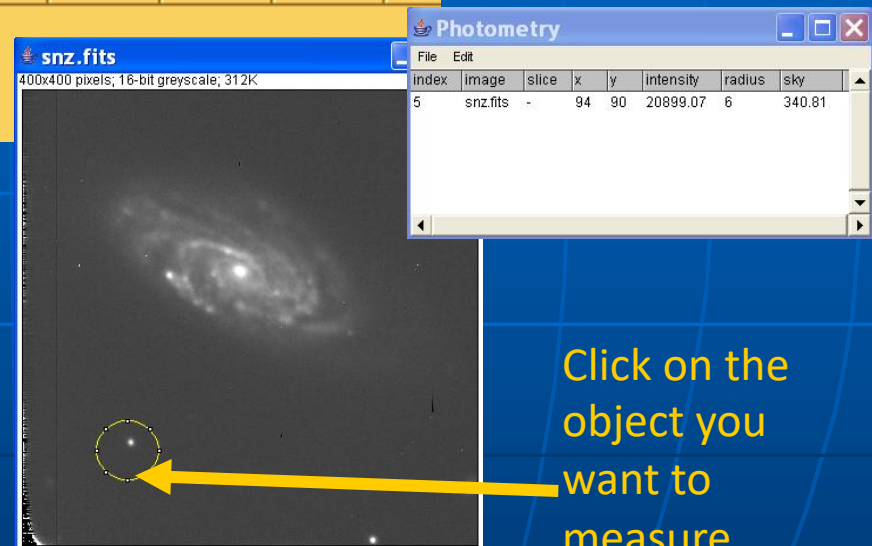 Photometry
File Edit
index image slice x y intensity radius sky
5 snz.fits - 94 90 20899.07 6 340.81
snz.fits
400x400 pixels; 16-bit greyscale; 312K
Click on the
object you
want to
measure